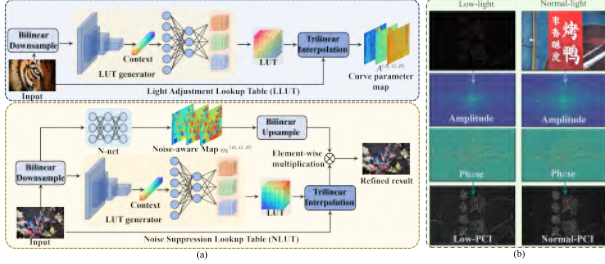 Bilinear
Downsample
Input
LUT generator
Context
LUT
Trilinear
Interpolation
Curve parameter
map
Light Adjustment Lookup Table (LLUT)
N-net
Noise-aware Map
Bilinear
Upsample
Element-wise
multiplication
Bilinear
Downsample
Input
LUT generator
Context
LUT
Trilinear
Interpolation
Refined result
Noise Suppression Lookup Table (NLUT)
(a)
Low-light
Normal-light
烤鸭
Amplitude
Amplitude
Phase
Phase
Low-PCI
Normal-PCI
(b)